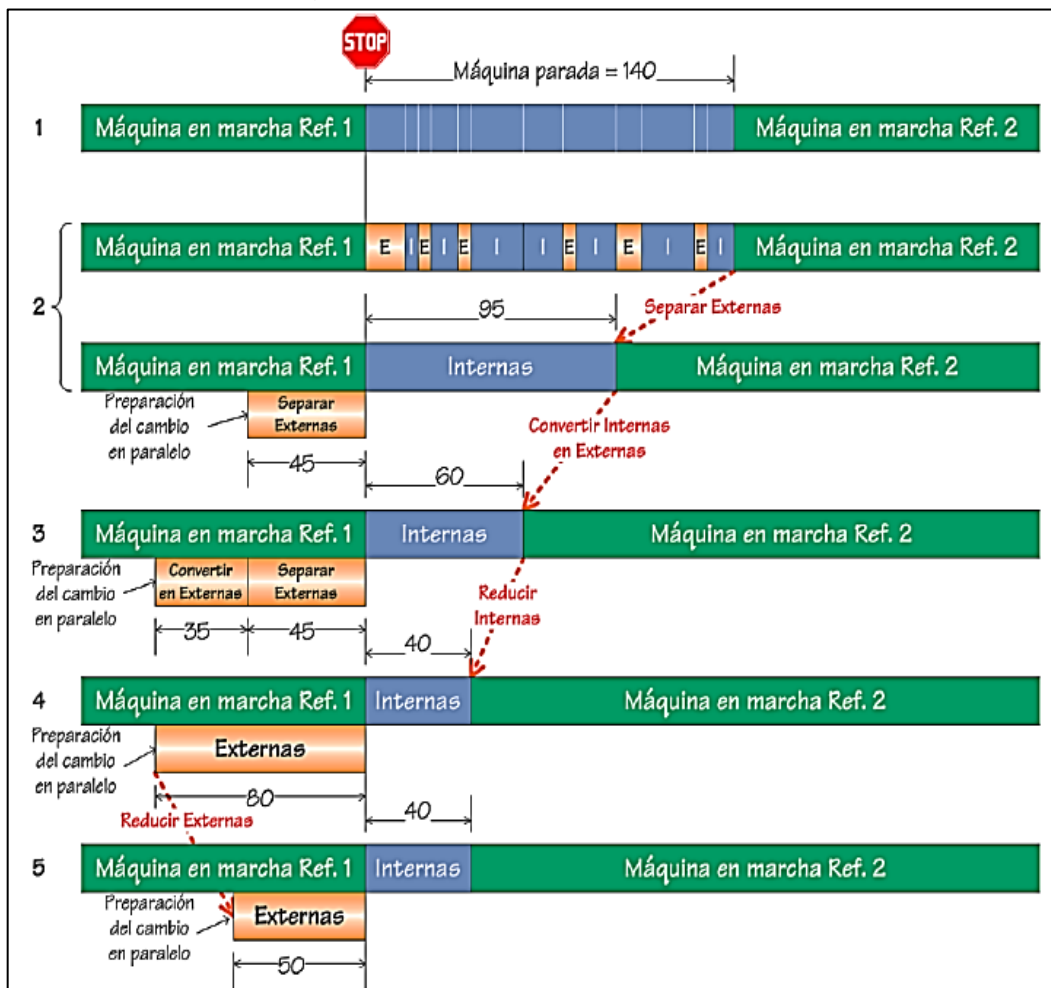 STOP
Máquina parada = 140
1
Máquina en marcha Ref. 1
Máquina en marcha Ref. 2
2
Máquina en marcha Ref. 1
E I E I E I I E I E I E I
Máquina en marcha Ref. 2
95
Separar Externas
Máquina en marcha Ref. 1
Internas
Máquina en marcha Ref. 2
Preparación
del cambio
en paralelo
Separar
Externas
45
Convertir Internas
en Externas
60
3
Máquina en marcha Ref. 1
Internas
Máquina en marcha Ref. 2
Preparación
del cambio
en paralelo
Convertir
en Externas
Separar
Externas
35
45
Reducir
Internas
40
4
Máquina en marcha Ref. 1
Internas
Máquina en marcha Ref. 2
Preparación
del cambio
en paralelo
Externas
80
Reducir Externas
40
5
Máquina en marcha Ref. 1
Internas
Máquina en marcha Ref. 2
Preparación
del cambio
en paralelo
Externas
50